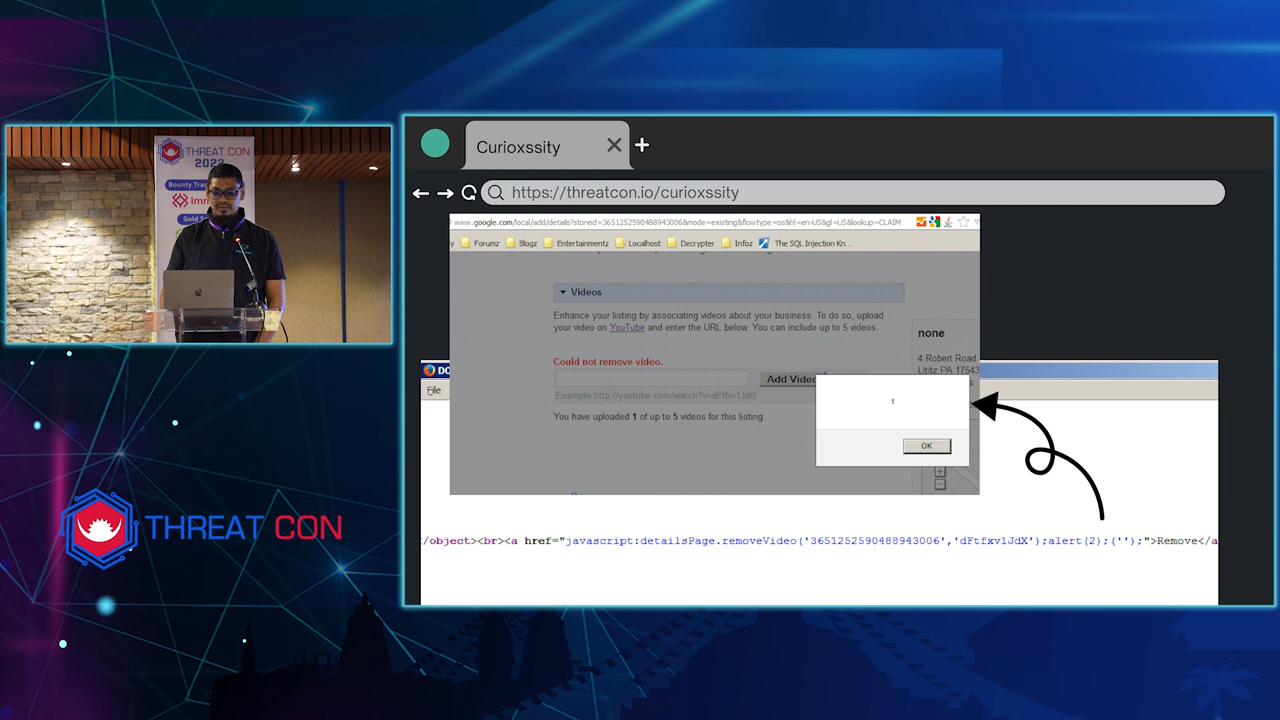 THREAT CON
2022
Bounty Trag
Imr
Gold S
THREAT CON
Curioxssity
https://threatcon.io/curioxssity
www.google.com/local/add/details?storeid=3651252590488943006&mode=existing&flowtype=os&hl=en-US&gl=US&lookup=CLAIM
y Forumz Blogz Entertainmentz Localhost Decrypter Infoz The SQL Injection Kn...
Videos
Enhance your listing by associating videos about your business. To do so, upload
your video on YouTube and enter the URL below. You can include up to 5 videos.
Could not remove video.
Add Video
Example:http://youtube.com/watch?v=dFtfxv1JdXI
You have uploaded 1 of up to 5 videos for this listing.
none
4 Robert Road
Lititz PA 17543
1
OK
DO
File
/object><br><a href="javascript:detailsPage.removeVideo('3651252590488943006','dFtfxv1JdX');alert(2);('');">Remove</a